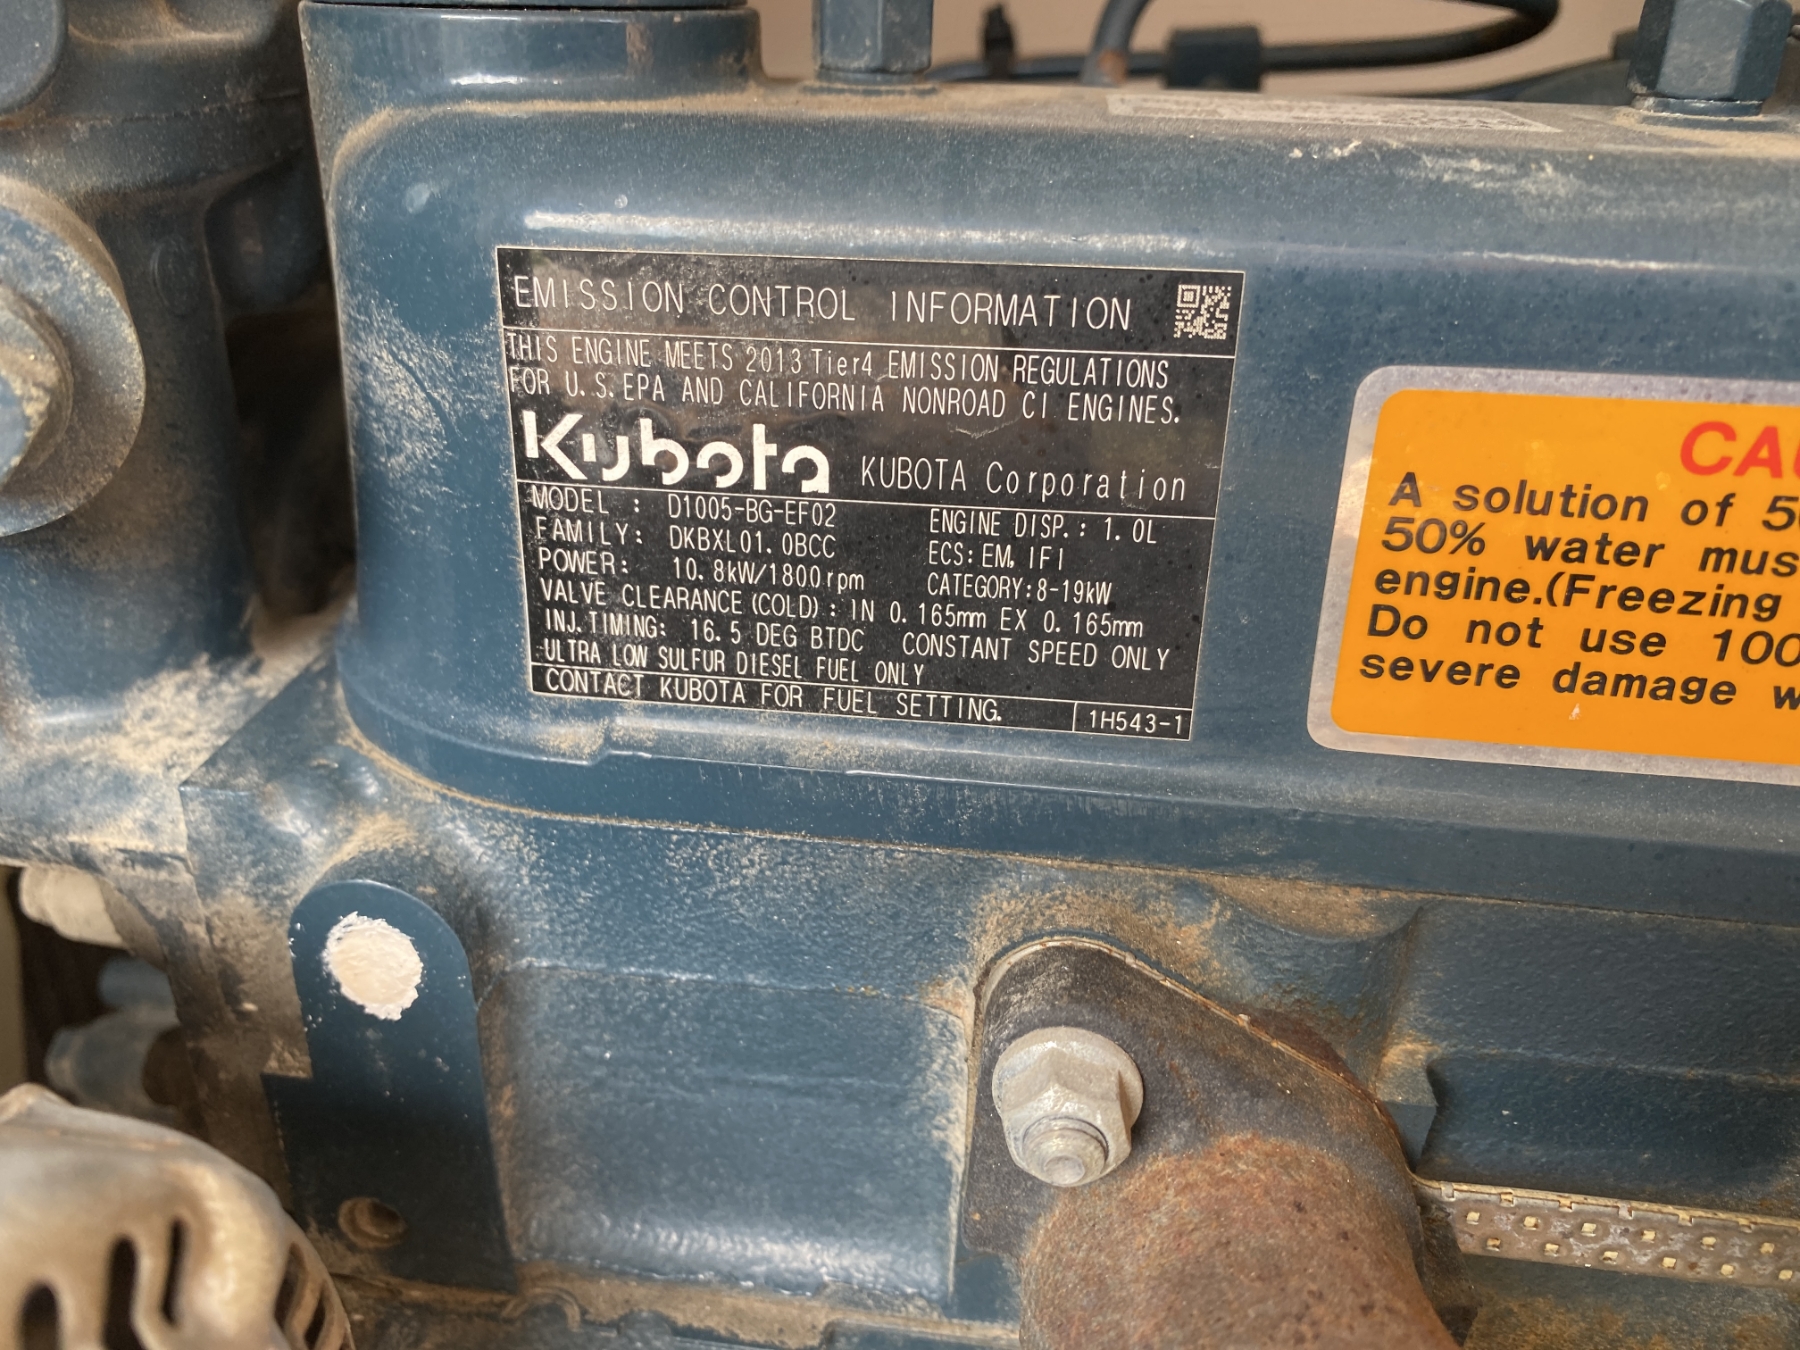 EMISSION CONTROL INFORMATION
THIS ENGINE MEETS 2013 Tier4 EMISSION REGULATIONS
FOR U.S.EPA AND CALIFORNIA NONROAD CI ENGINES.
Kubota KUBOTA Corporation
MODEL : D1005-BG-EF02 ENGINE DISP.: 1.0L
FAMILY: DKBXL01.0BCC ECS:EM, IFI
POWER: 10.8kW/1800rpm CATEGORY:8-19kW
VALVE CLEARANCE(COLD): IN 0.165mm EX 0.165mm
INJ.TIMING: 16.5 DEG BTDC CONSTANT SPEED ONLY
ULTRA LOW SULFUR DIESEL FUEL ONLY
CONTACT KUBOTA FOR FUEL SETTING. 1H543-1
CAU
A solution of 50
50% water mus
engine.(Freezing
Do not use 100
severe damage w